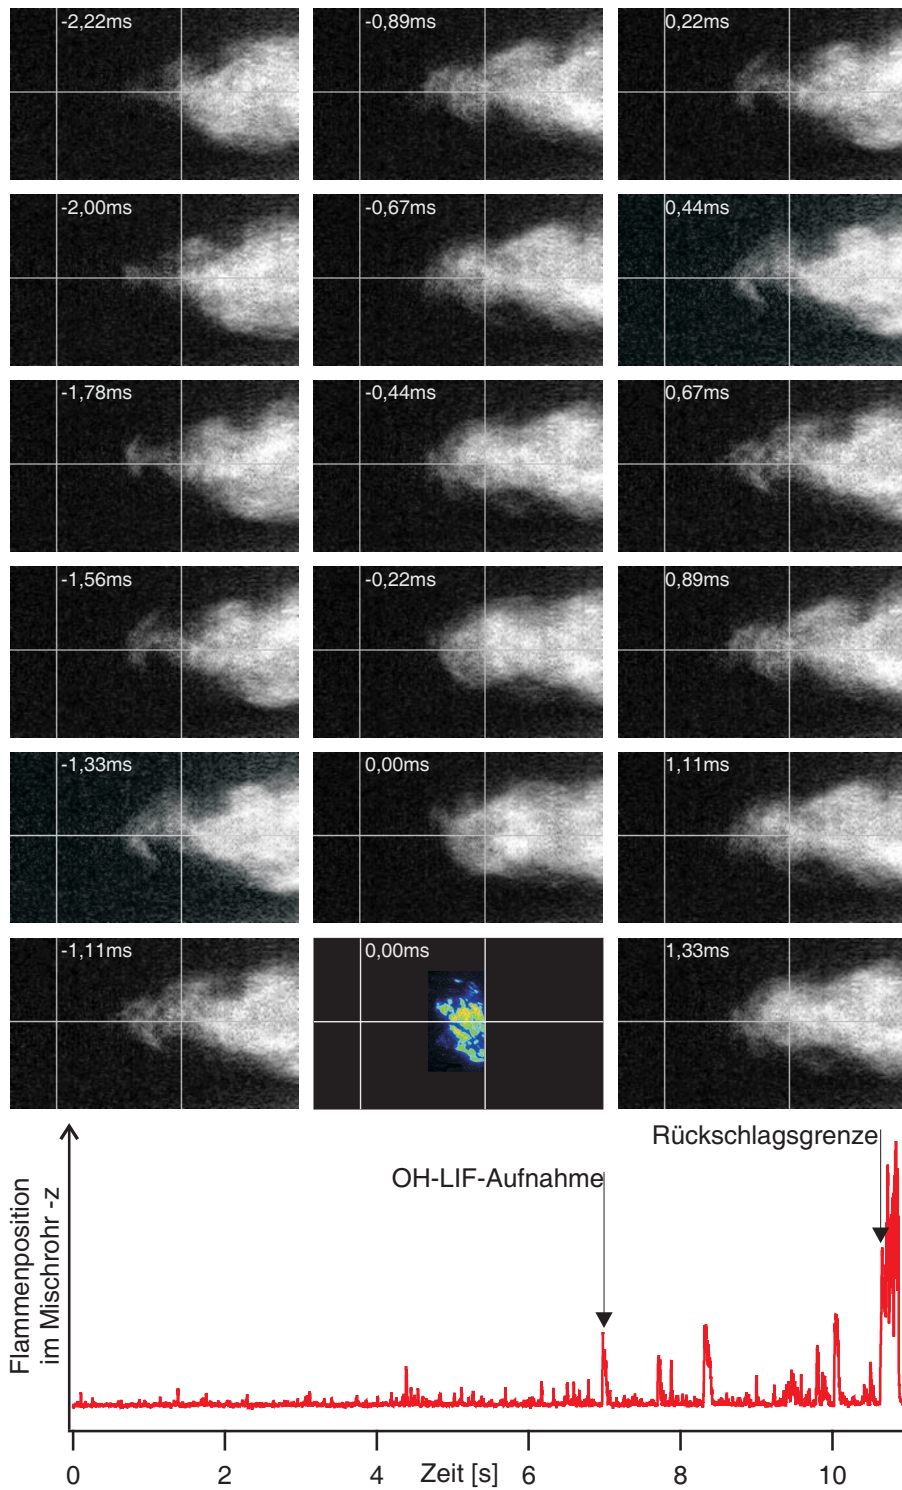 -2,22ms
-0,89ms
0,22ms
-2,00ms
-0,67ms
0,44ms
-1,78ms
-0,44ms
0,67ms
-1,56ms
-0,22ms
0,89ms
-1,33ms
0,00ms
1,11ms
-1,11ms
0,00ms
1,33ms
Rückschlagsgrenze
OH-LIF-Aufnahme
Flammenposition
im Mischrohr -z
0
2
4
Zeit [s]
6
8
10